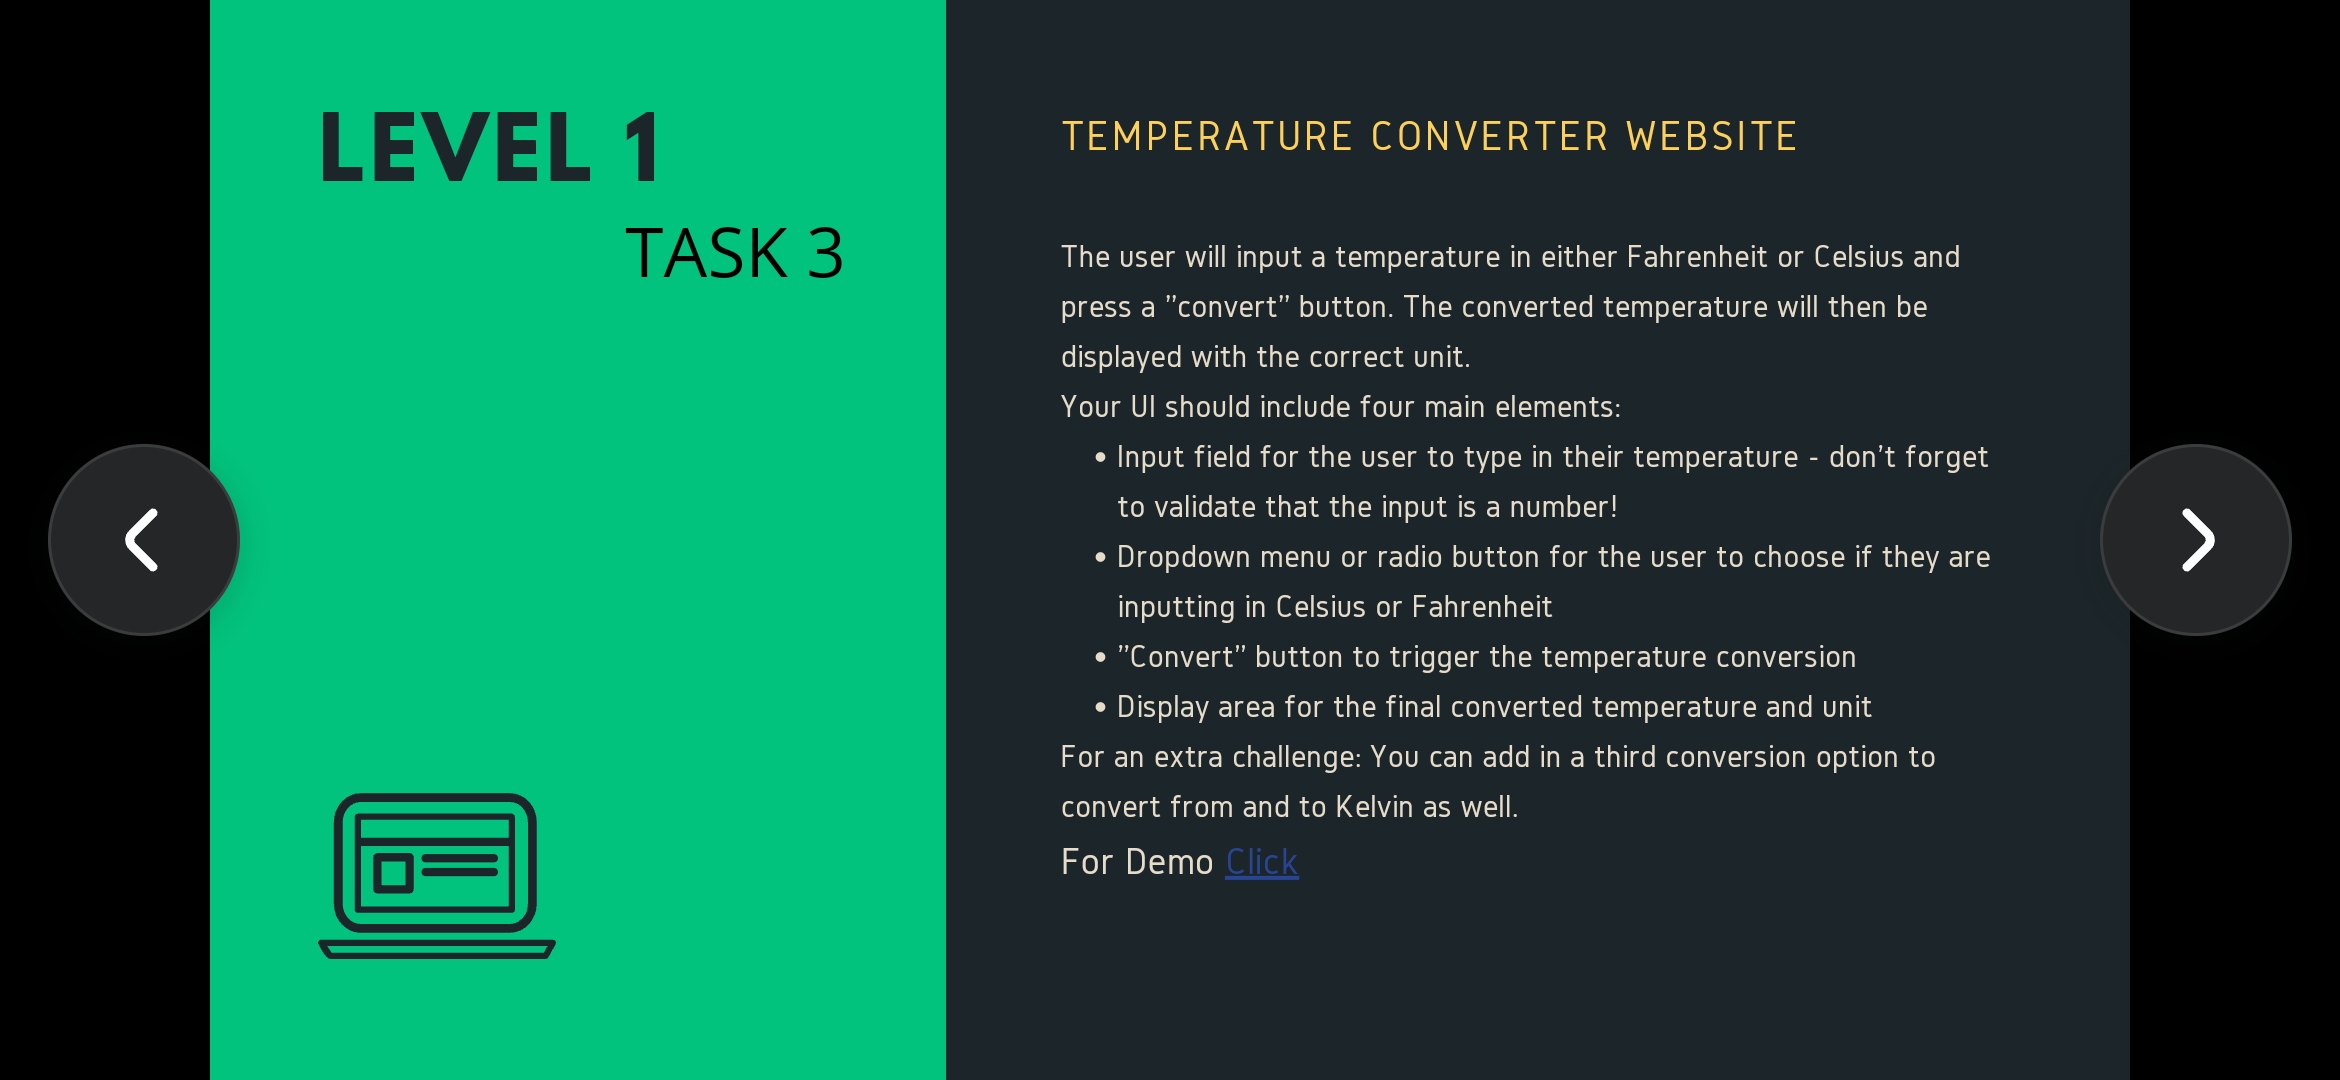 LEVEL 1
TASK 3
TEMPERATURE CONVERTER WEBSITE
The user will input a temperature in either Fahrenheit or Celsius and
press a ”convert” button. The converted temperature will then be
displayed with the correct unit.
Your UI should include four main elements:
• Input field for the user to type in their temperature - don’t forget
to validate that the input is a number!
• Dropdown menu or radio button for the user to choose if they are
inputting in Celsius or Fahrenheit
• ”Convert” button to trigger the temperature conversion
• Display area for the final converted temperature and unit
For an extra challenge: You can add in a third conversion option to
convert from and to Kelvin as well.
For Demo Click